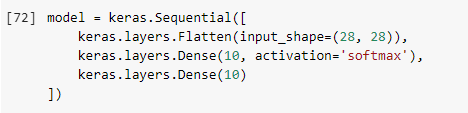 [72] model = keras.Sequential([
keras.layers.Flatten(input_shape=(28, 28)),
keras.layers.Dense(10, activation='softmax'),
keras.layers.Dense(10)
])